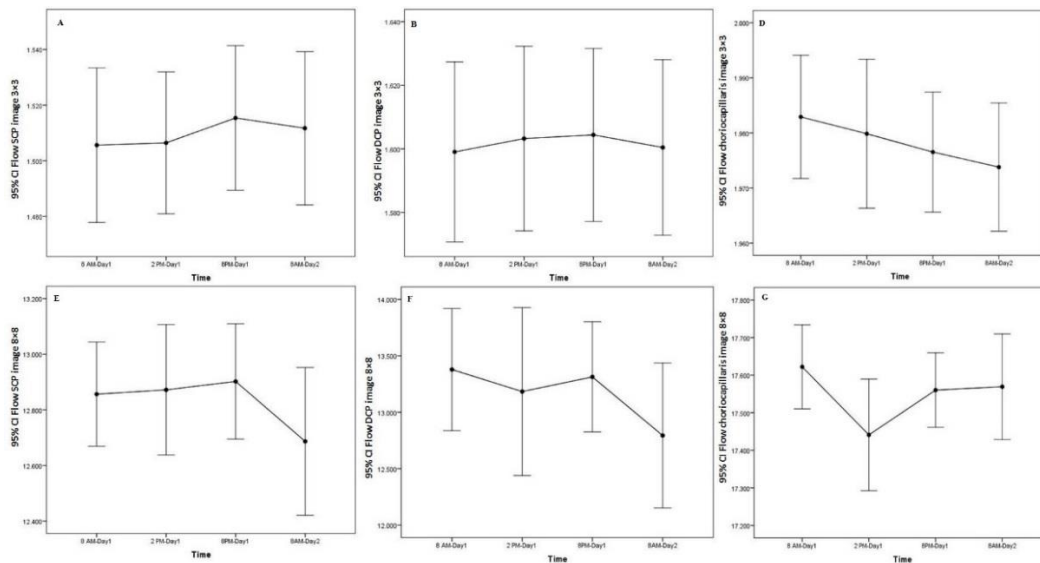 A
95% CI Flow SCP image 3×3
1.540
1.520
1.500
1.480
8 AM-Day1
2 PM-Day1
8PM-Day1
8AM-Day2
Time
B
95% CI Flow DCP image 3×3
1.640
1.620
1.600
1.580
8 AM-Day1
2 PM-Day1
8PM-Day1
8AM-Day2
Time
D
95% CI Flow choriocapillaris image 3×3
2.000
1.990
1.980
1.970
1.960
8 AM-Day1
2 PM-Day1
8PM-Day1
8AM-Day2
Time
E
95% CI Flow SCP image 8×8
13.200
13.000
12.800
12.600
12.400
8 AM-Day1
2 PM-Day1
8PM-Day1
8AM-Day2
Time
F
95% CI Flow DCP image 8×8
14.000
13.500
13.000
12.500
12.000
8 AM-Day1
2 PM-Day1
8PM-Day1
8AM-Day2
Time
G
95% CI Flow choriocapillaris image 8×8
17.800
17.700
17.600
17.500
17.400
17.300
17.200
8 AM-Day1
2 PM-Day1
8PM-Day1
8AM-Day2
Time